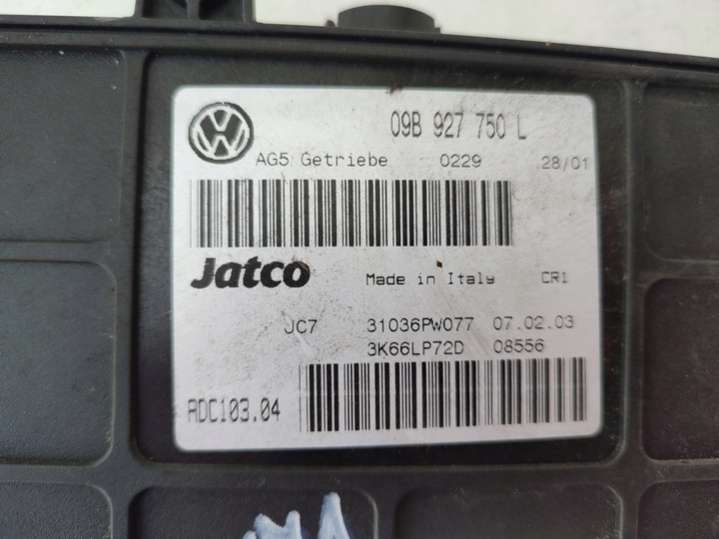 09B 927 750 L
AG5 Getriebe 0229 28/01
Jatco Made in Italy CR1
JC7 31036PW077 07.02.03
3K66LP72D 08556
ADC103.04